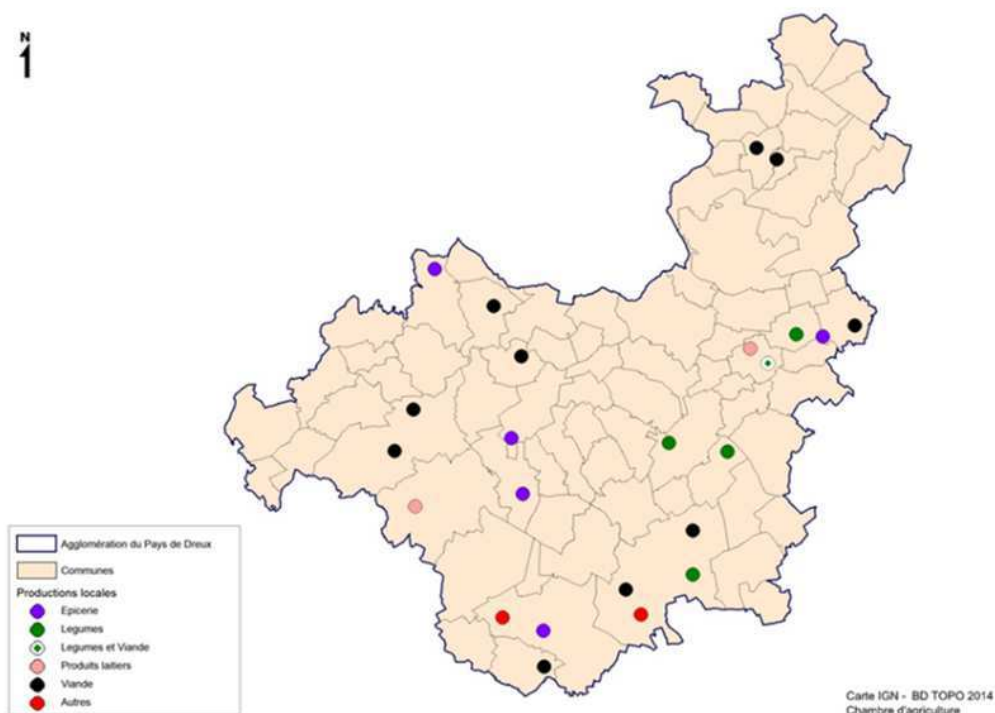 N
Agglomération du Pays de Dreux
Communes
Productions locales
Epicerie
Legumes
Legumes et Viande
Produits laitiers
Viande
Autres
Carte IGN - BD TOPO 2014
Chambre d'agriculture